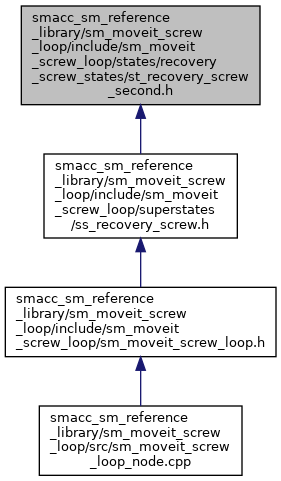 smacc_sm_reference
_library/sm_moveit_screw
_loop/include/sm_moveit
_screw_loop/states/recovery
_screw_states/st_recovery_screw
_second.h
smacc_sm_reference
_library/sm_moveit_screw
_loop/include/sm_moveit
_screw_loop/superstates
/ss_recovery_screw.h
smacc_sm_reference
_library/sm_moveit_screw
_loop/include/sm_moveit
_screw_loop/sm_moveit_screw_loop.h
smacc_sm_reference
_library/sm_moveit_screw
_loop/src/sm_moveit_screw
_loop_node.cpp